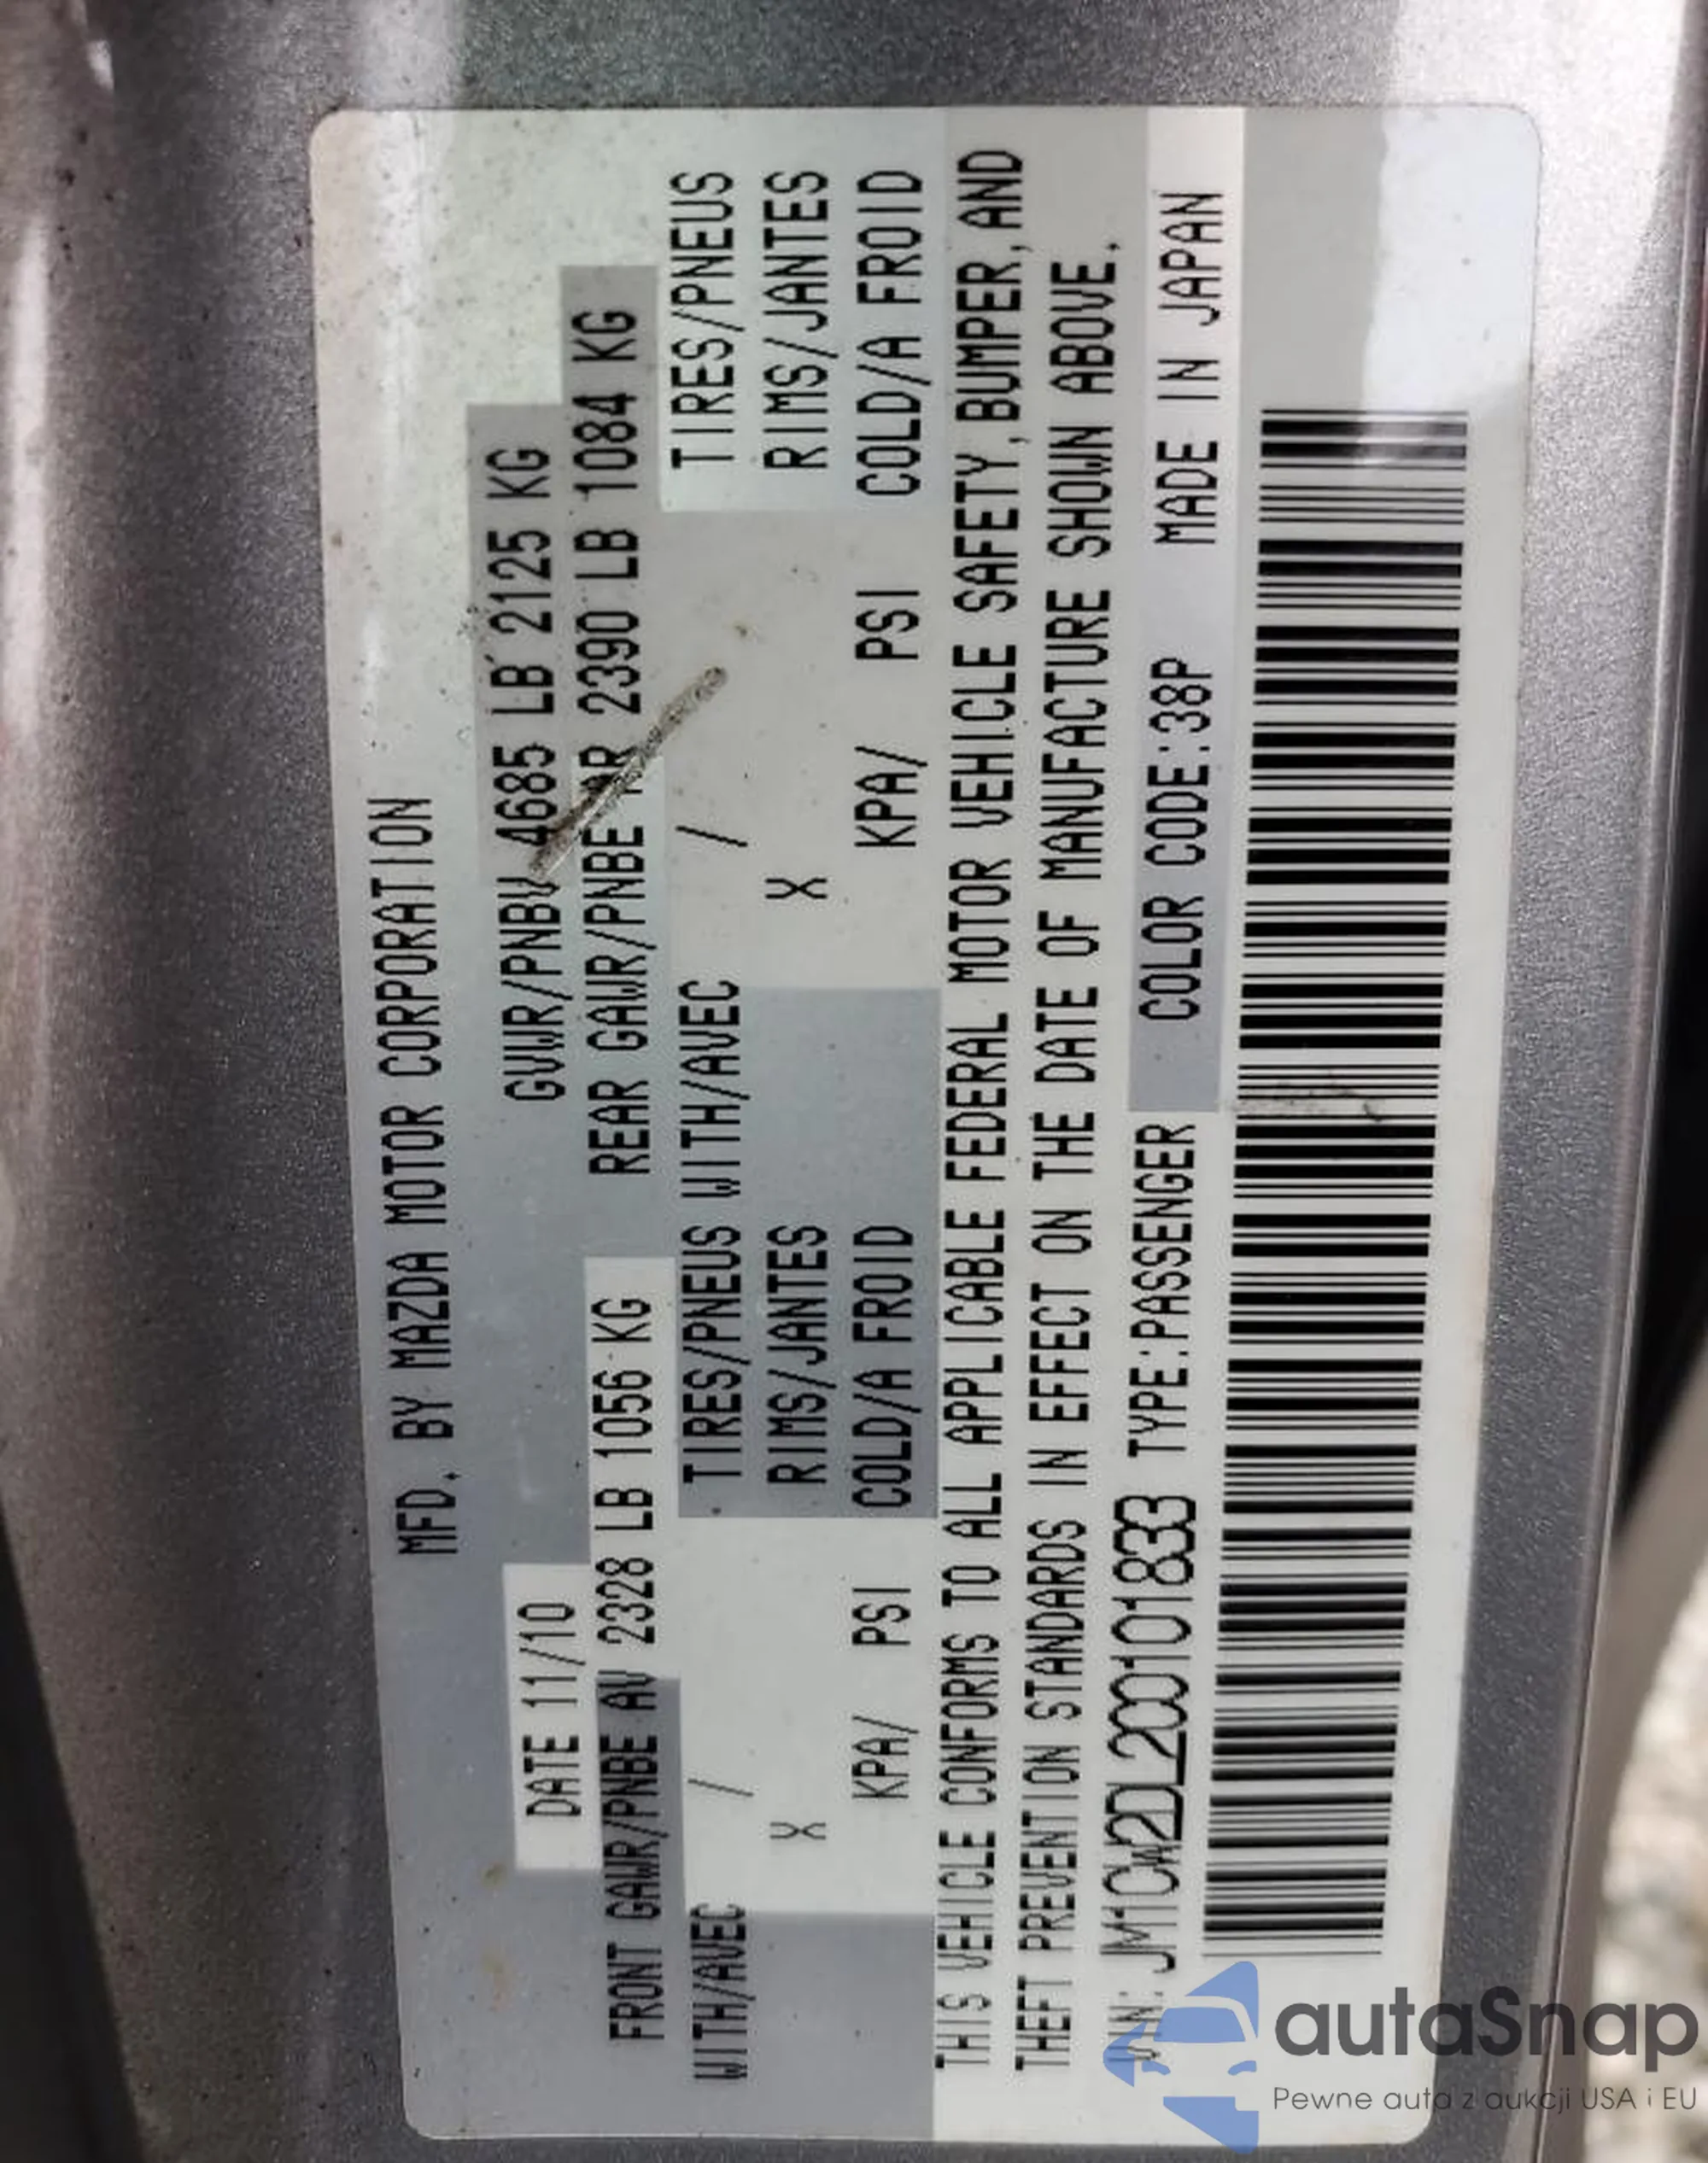 MFD. BY MAZDA MOTOR CORPORATION
DATE 11/10 GVWR/PNBV 4685 LB 2125 KG
FRONT GAWR/PNBE AV 2328 LB 1056 KG REAR GAWR/PNBE AR 2390 LB 1084 KG
WITH/AVEC / TIRES/PNEUS WITH/AVEC / TIRES/PNEUS
X RIMS/JANTES X RIMS/JANTES
KPA/ PSI COLD/A FROID KPA/ PSI COLD/A FROID
THIS VEHICLE CONFORMS TO ALL APPLICABLE FEDERAL MOTOR VEHICLE SAFETY, BUMPER, AND
THEFT PREVENTION STANDARDS IN EFFECT ON THE DATE OF MANUFACTURE SHOWN ABOVE.
VIN: JM1CW2DL2C0101833 TYPE:PASSENGER COLOR CODE:38P MADE IN JAPAN
autaSnap
Pewne auta z aukcji USA i EU